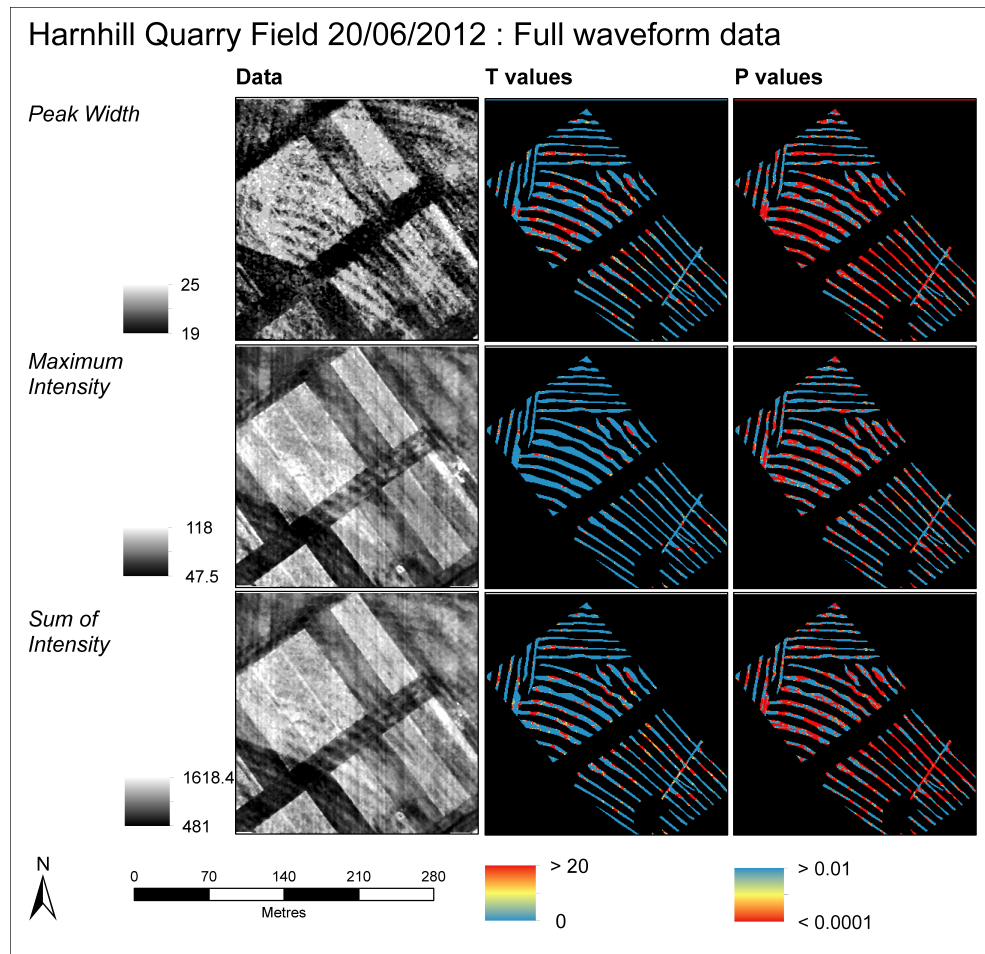 Harnhill Quarry Field 20/06/2012 : Full waveform data
Data T values P values
Peak Width
25
19
Maximum
Intensity
118
47.5
Sum of
Intensity
1618.4
481
N
0 70 140 210 280
Metres
> 20
0
> 0.01
< 0.0001